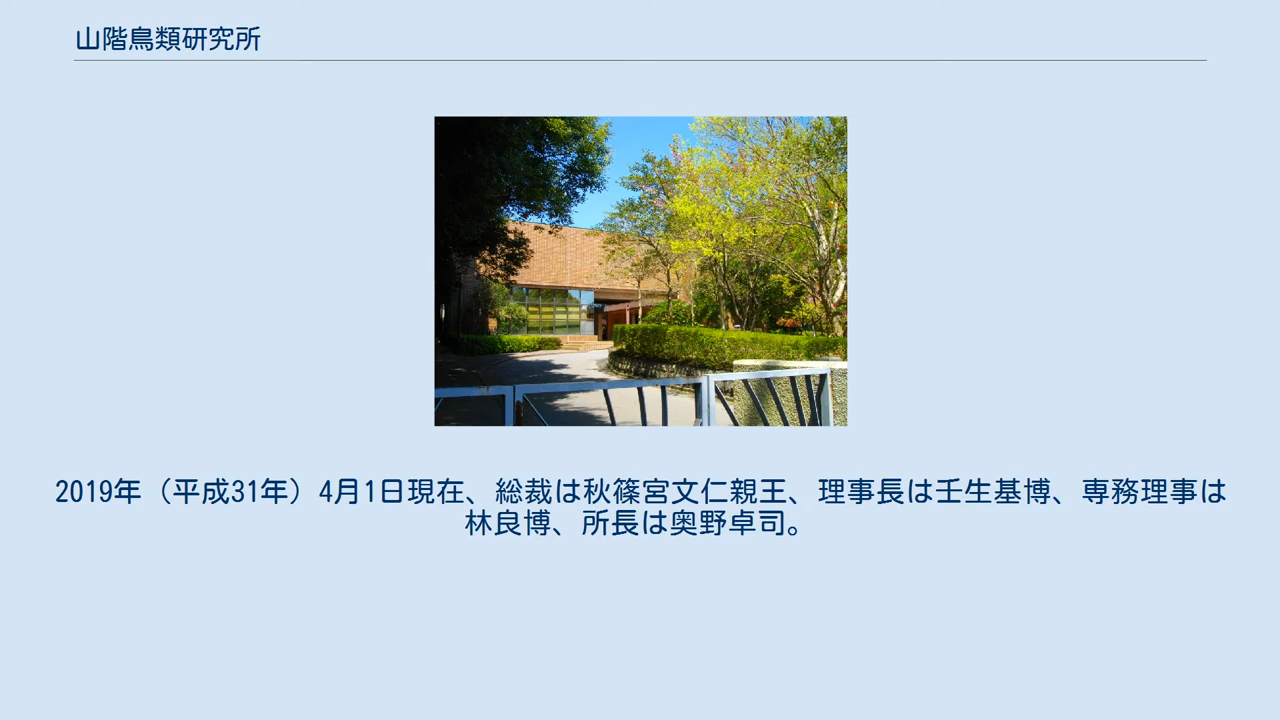 山階鳥類研究所
2019年（平成31年）4月1日現在、総裁は秋篠宮文仁親王、理事長は壬生基博、専務理事は
林良博、所長は奥野卓司。